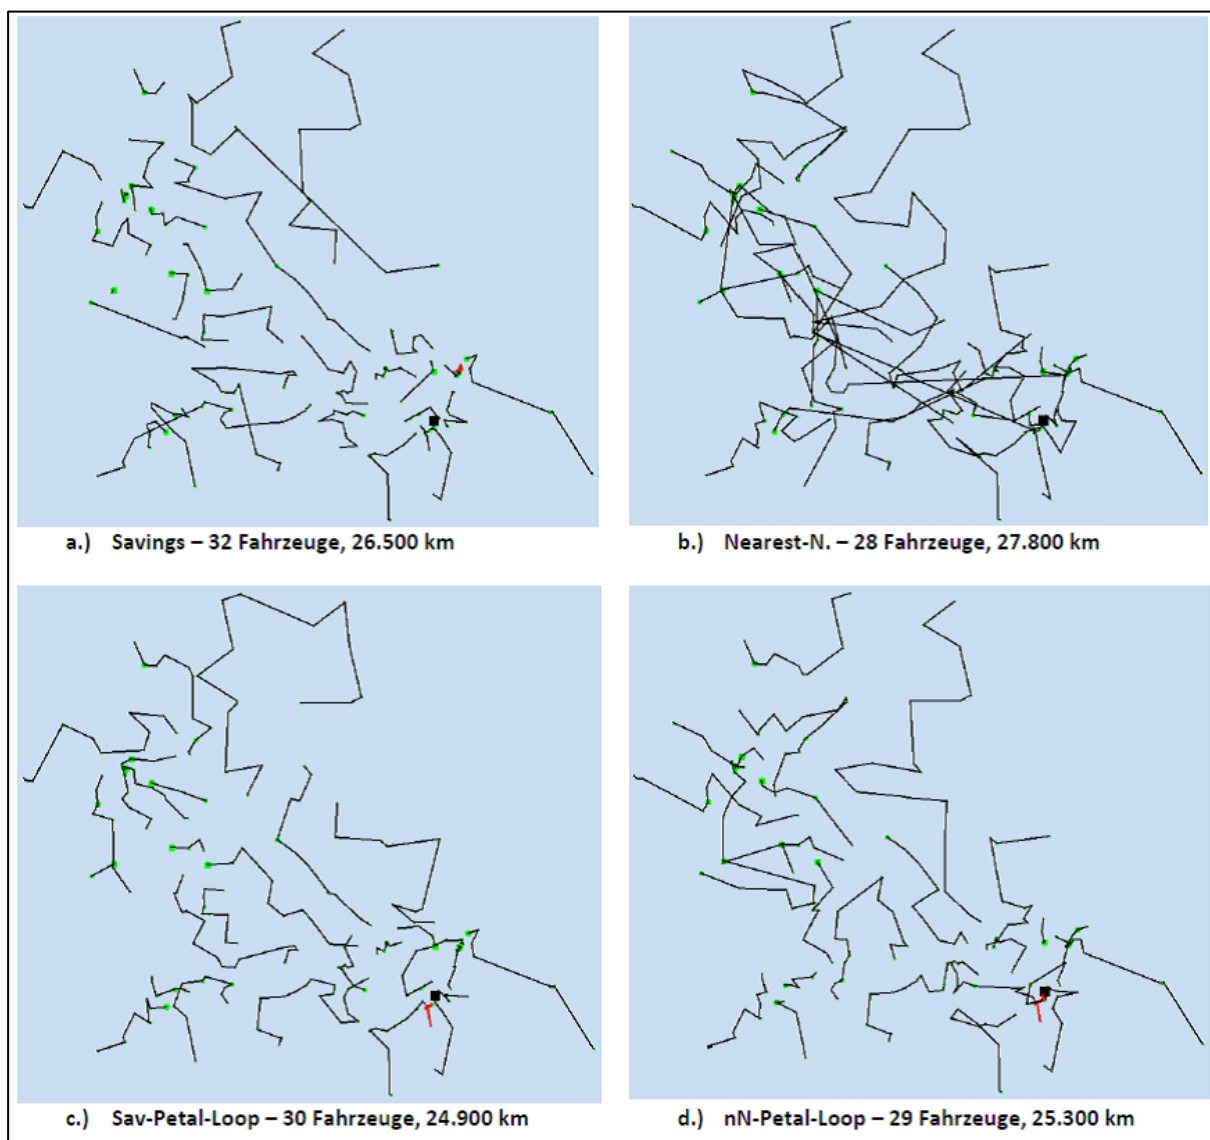 a.) Savings – 32 Fahrzeuge, 26.500 km
b.) Nearest-N. – 28 Fahrzeuge, 27.800 km
c.) Sav-Petal-Loop – 30 Fahrzeuge, 24.900 km
d.) nN-Petal-Loop – 29 Fahrzeuge, 25.300 km